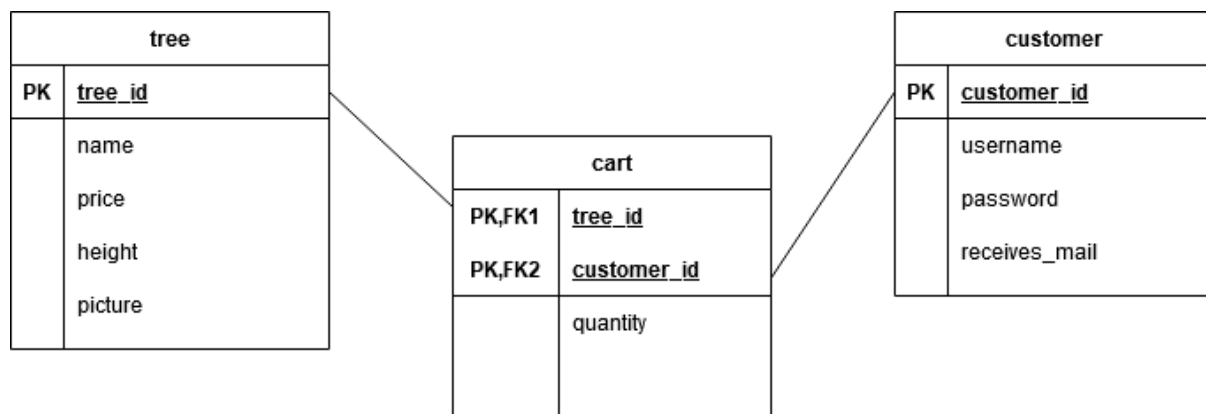 tree
PK tree_id
name
price
height
picture
cart
PK,FK1 tree_id
PK,FK2 customer_id
quantity
customer
PK customer_id
username
password
receives_mail